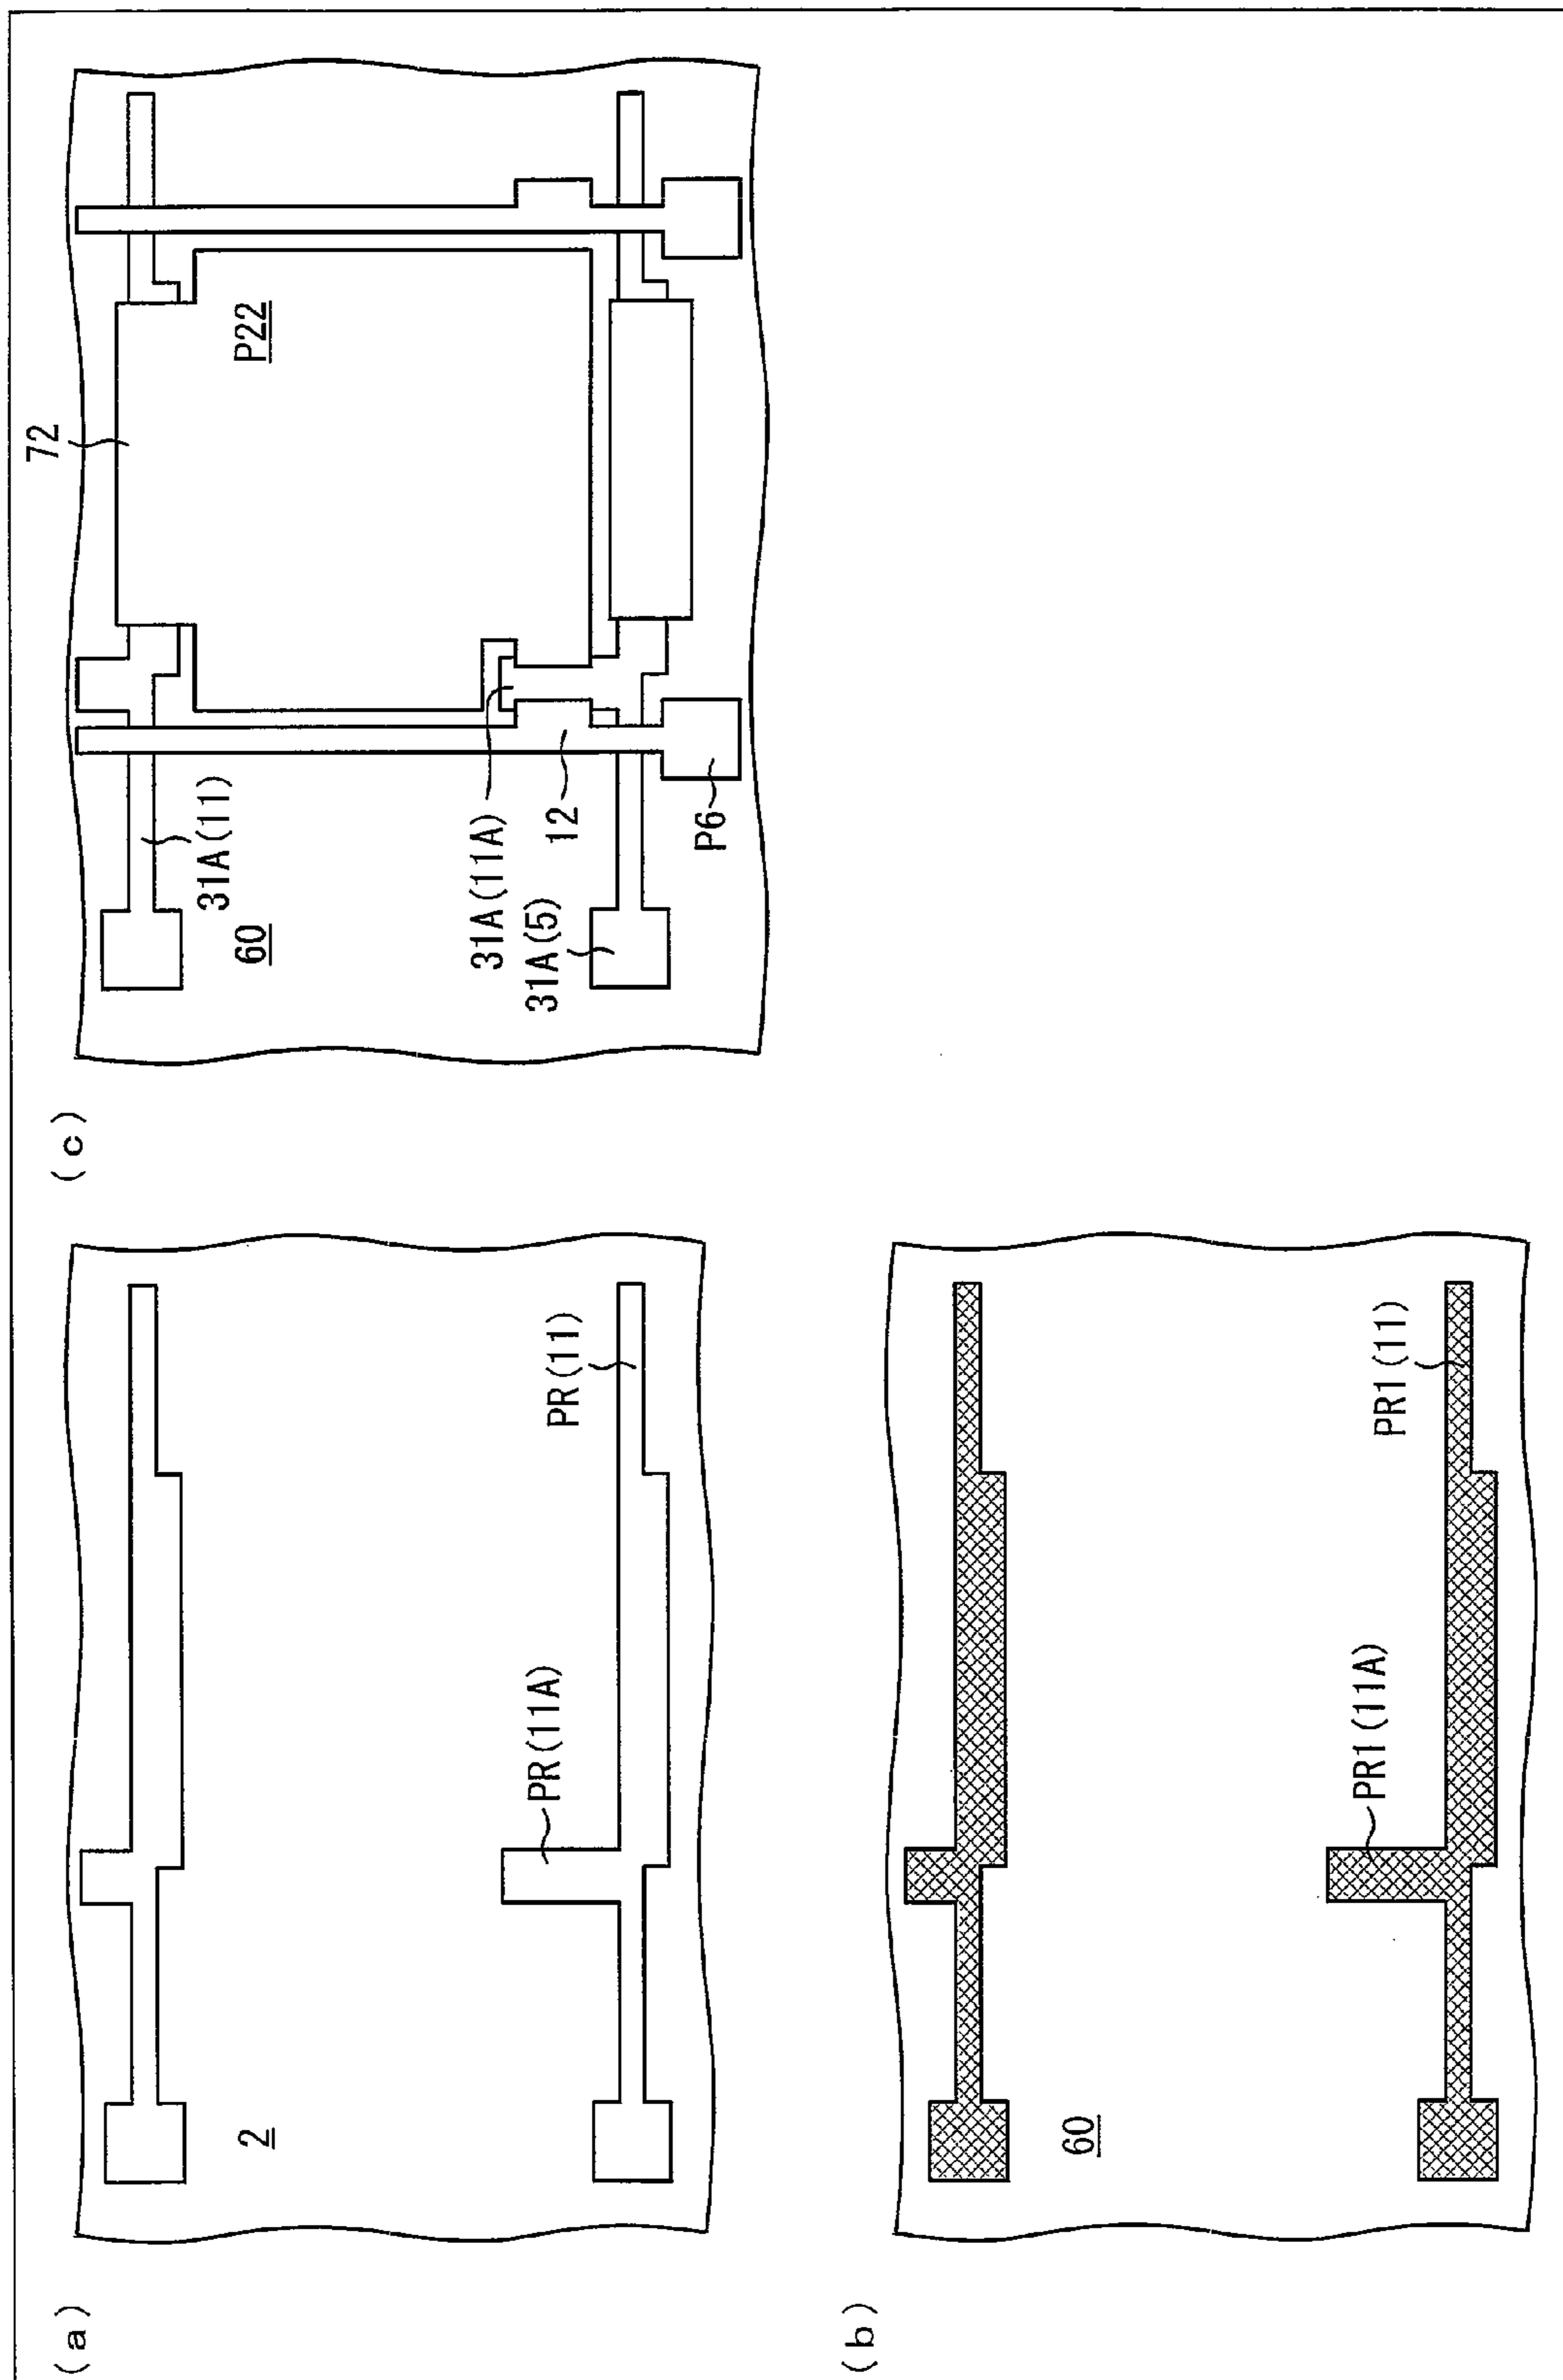 (a)
2
PR(11A)
PR(11)
(b)
60
PR1(11A)
PR1(11)
(c)
72
P22
31A(11)
60
31A(11A)
31A(5)
12
P6